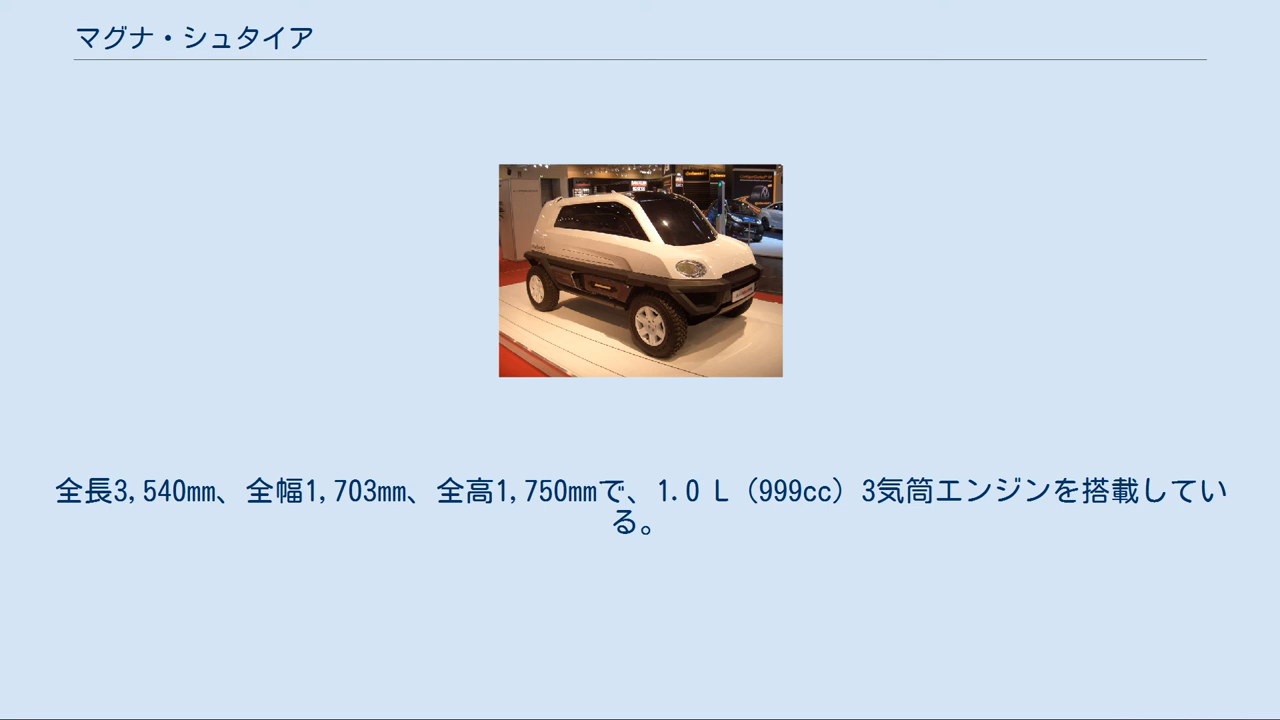 マグナ・シュタイア
全長3,540mm、全幅1,703mm、全高1,750mmで、1.0 L（999cc）3気筒エンジンを搭載してい
る。